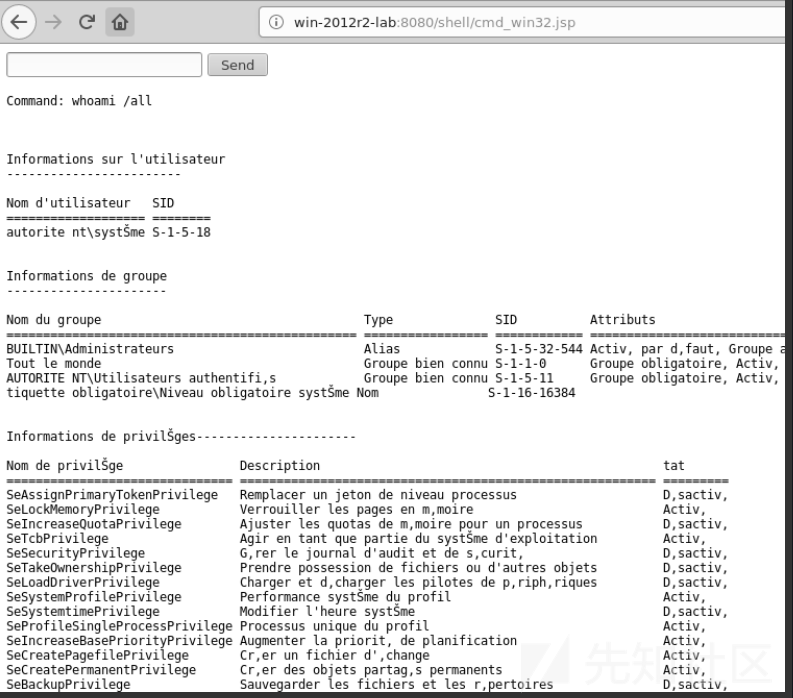 win-2012r2-lab:8080/shell/cmd_win32.jsp
Send
Command: whoami /all
Informations sur l'utilisateur
------------------------
Nom d'utilisateur SID
=================== ========
autorite nt\systŠme S-1-5-18
Informations de groupe
----------------------
Nom du groupe Type SID Attributs
================================================ ================= ============ ===========================
BUILTIN\Administrateurs Alias S-1-5-32-544 Activ, par d,faut, Groupe a
Tout le monde Groupe bien connu S-1-1-0 Groupe obligatoire, Activ,
AUTORITE NT\Utilisateurs authentifi,s Groupe bien connu S-1-5-11 Groupe obligatoire, Activ,
tiquette obligatoire\Niveau obligatoire systŠme Nom S-1-16-16384
Informations de privilŠges----------------------
Nom de privilŠge Description tat
=============================== ========================================================= =========
SeAssignPrimaryTokenPrivilege Remplacer un jeton de niveau processus D,sactiv,
SeLockMemoryPrivilege Verrouiller les pages en m,moire Activ,
SeIncreaseQuotaPrivilege Ajuster les quotas de m,moire pour un processus D,sactiv,
SeTcbPrivilege Agir en tant que partie du systŠme d'exploitation Activ,
SeSecurityPrivilege G,rer le journal d'audit et de s,curit, D,sactiv,
SeTakeOwnershipPrivilege Prendre possession de fichiers ou d'autres objets D,sactiv,
SeLoadDriverPrivilege Charger et d,charger les pilotes de p,riph,riques D,sactiv,
SeSystemProfilePrivilege Performance systŠme du profil Activ,
SeSystemtimePrivilege Modifier l'heure systŠme D,sactiv,
SeProfileSingleProcessPrivilege Processus unique du profil Activ,
SeIncreaseBasePriorityPrivilege Augmenter la priorit, de planification Activ,
SeCreatePagefilePrivilege Cr,er un fichier d',change Activ,
SeCreatePermanentPrivilege Cr,er des objets partag,s permanents Activ,
SeBackupPrivilege Sauvegarder les fichiers et les r,pertoires D,sactiv,
先知社区